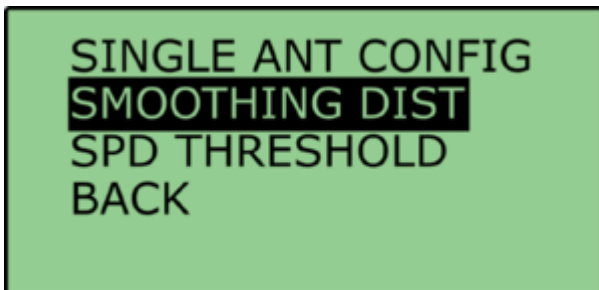 SINGLE ANT CONFIG
SMOOTHING DIST
SPD THRESHOLD
BACK